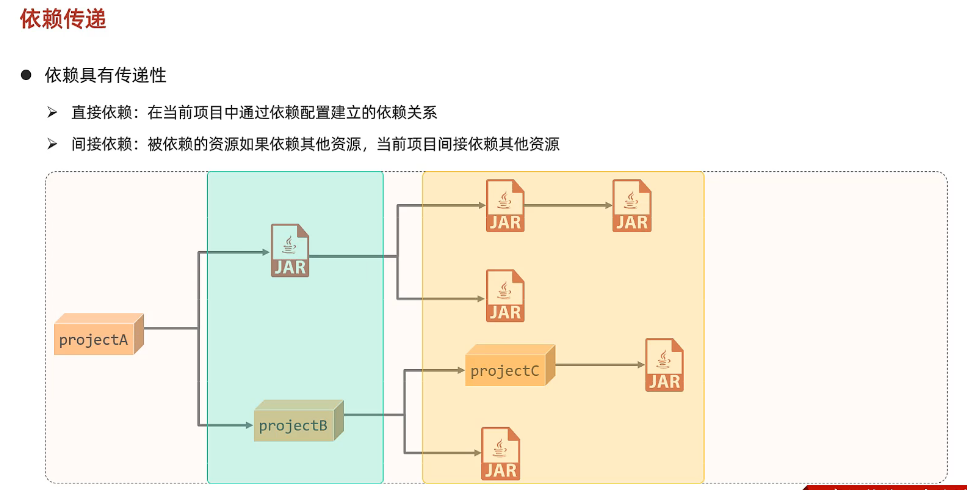 依赖传递
依赖具有传递性
直接依赖：在当前项目中通过依赖配置建立的依赖关系
间接依赖：被依赖的资源如果依赖其他资源，当前项目间接依赖其他资源
JAR
JAR
JAR
JAR
projectA
projectC
JAR
projectB
JAR